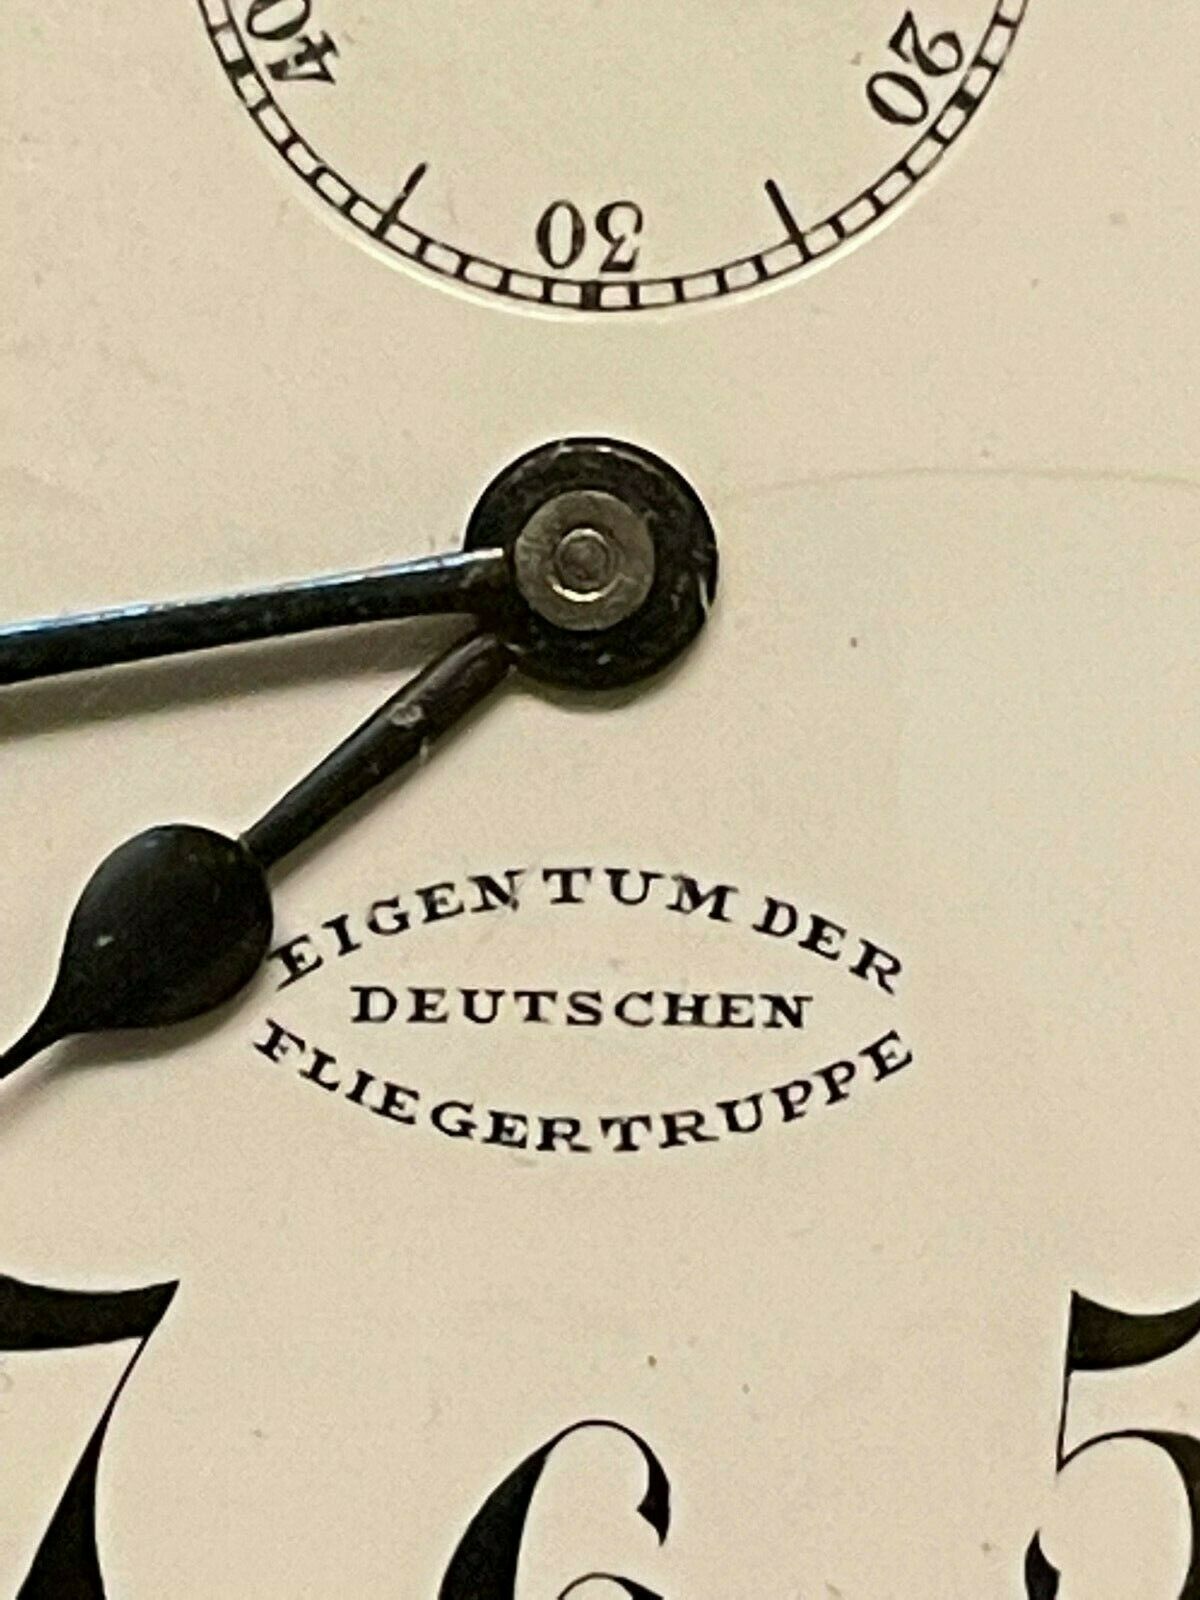 40
20
30
EIGENTUM DER
DEUTSCHEN
FLIEGERTRUPPE
7
6
5